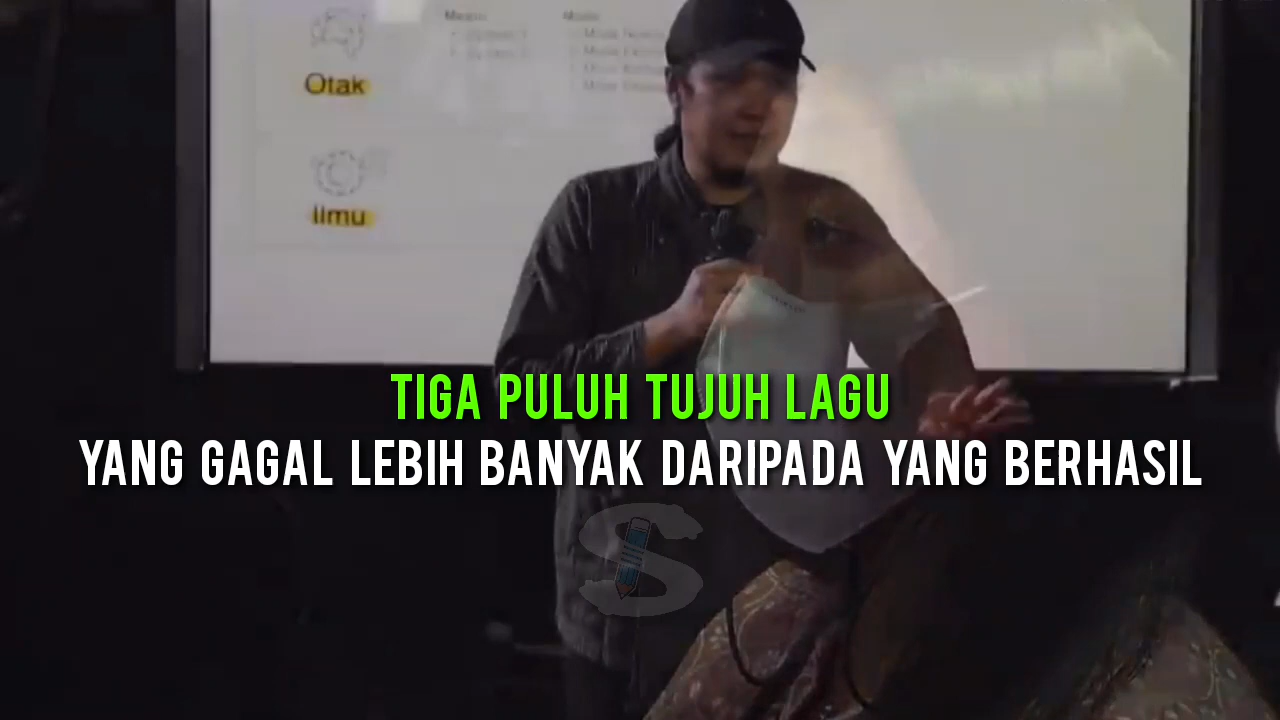 Otak
Ilmu
TIGA PULUH TUJUH LAGU
YANG GAGAL LEBIH BANYAK DARIPADA YANG BERHASIL
S